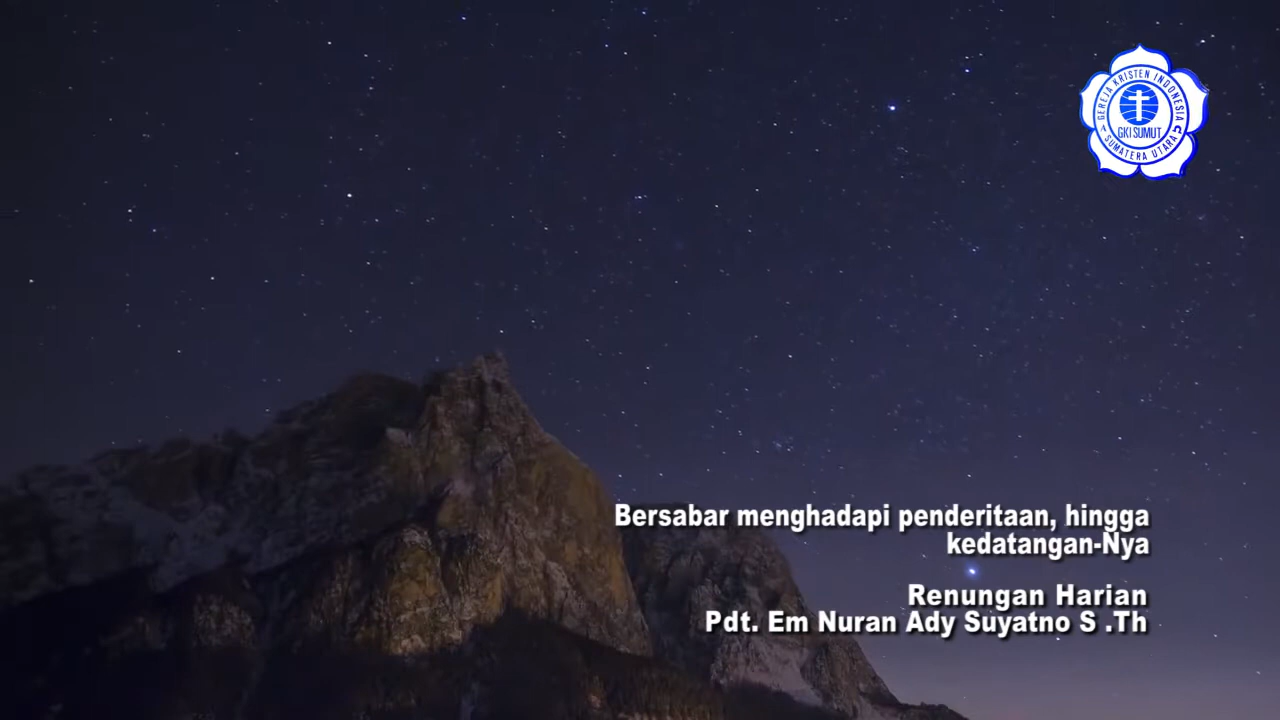 GEREJA KRISTEN INDONESIA
GKI SUMUT
SUMATERA UTARA
Bersabar menghadapi penderitaan, hingga
kedatangan-Nya
Renungan Harian
Pdt. Em Nuran Ady Suyatno S .Th